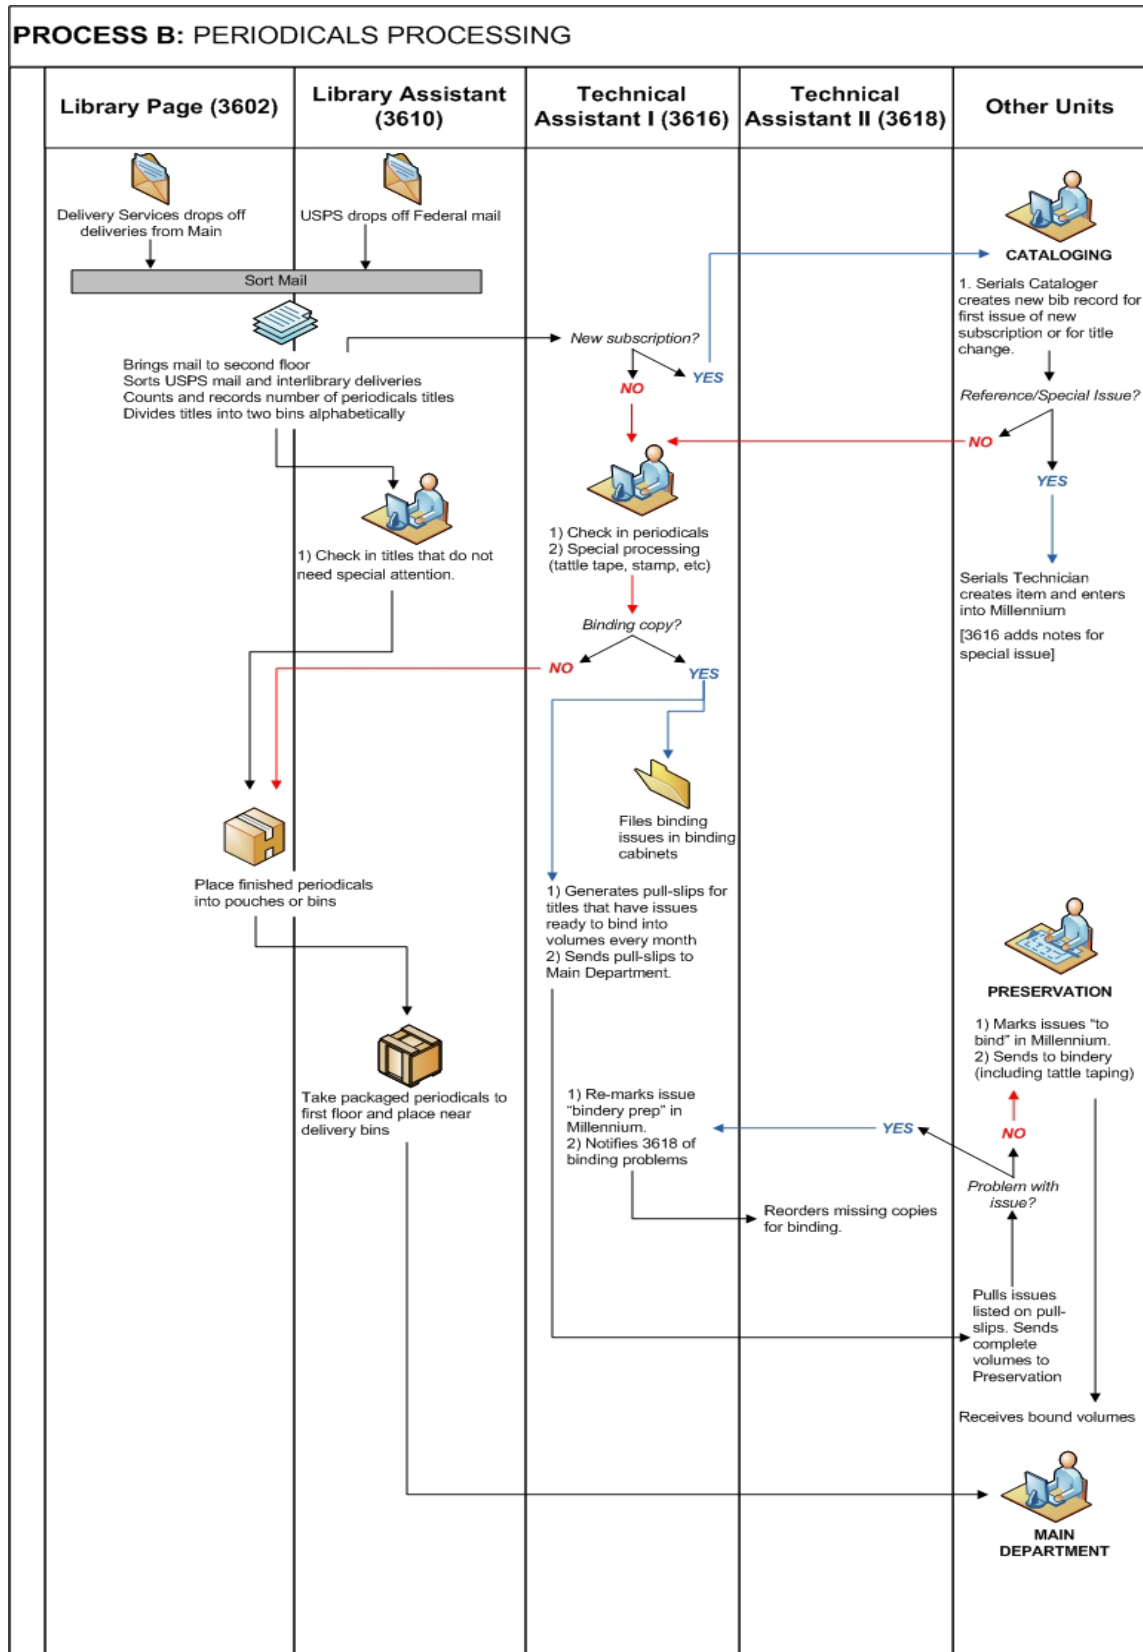 PROCESS B: PERIODICALS PROCESSING
Library Page (3602)
Library Assistant
(3610)
Technical
Assistant I (3616)
Technical
Assistant II (3618)
Other Units
Delivery Services drops off
deliveries from Main
USPS drops off Federal mail
Sort Mail
Brings mail to second floor
Sorts USPS mail and interlibrary deliveries
Counts and records number of periodicals titles
Divides titles into two bins alphabetically
New subscription?
NO
YES
CATALOGING
1. Serials Cataloger
creates new bib record for
first issue of new
subscription or for title
change.
Reference/Special Issue?
NO
YES
Serials Technician
creates item and enters
into Millennium
[3616 adds notes for
special issue]
1) Check in titles that do not
need special attention.
1) Check in periodicals
2) Special processing
(tattle tape, stamp, etc)
Binding copy?
NO
YES
Files binding
issues in binding
cabinets
Place finished periodicals
into pouches or bins
1) Generates pull-slips for
titles that have issues
ready to bind into
volumes every month
2) Sends pull-slips to
Main Department.
PRESERVATION
1) Marks issues “to
bind” in Millennium.
2) Sends to bindery
(including tattle taping)
Take packaged periodicals to
first floor and place near
delivery bins
1) Re-marks issue
“bindery prep” in
Millennium.
2) Notifies 3618 of
binding problems
YES
NO
Problem with
issue?
Reorders missing copies
for binding.
Pulls issues
listed on pull-
slips. Sends
complete
volumes to
Preservation
Receives bound volumes
MAIN
DEPARTMENT